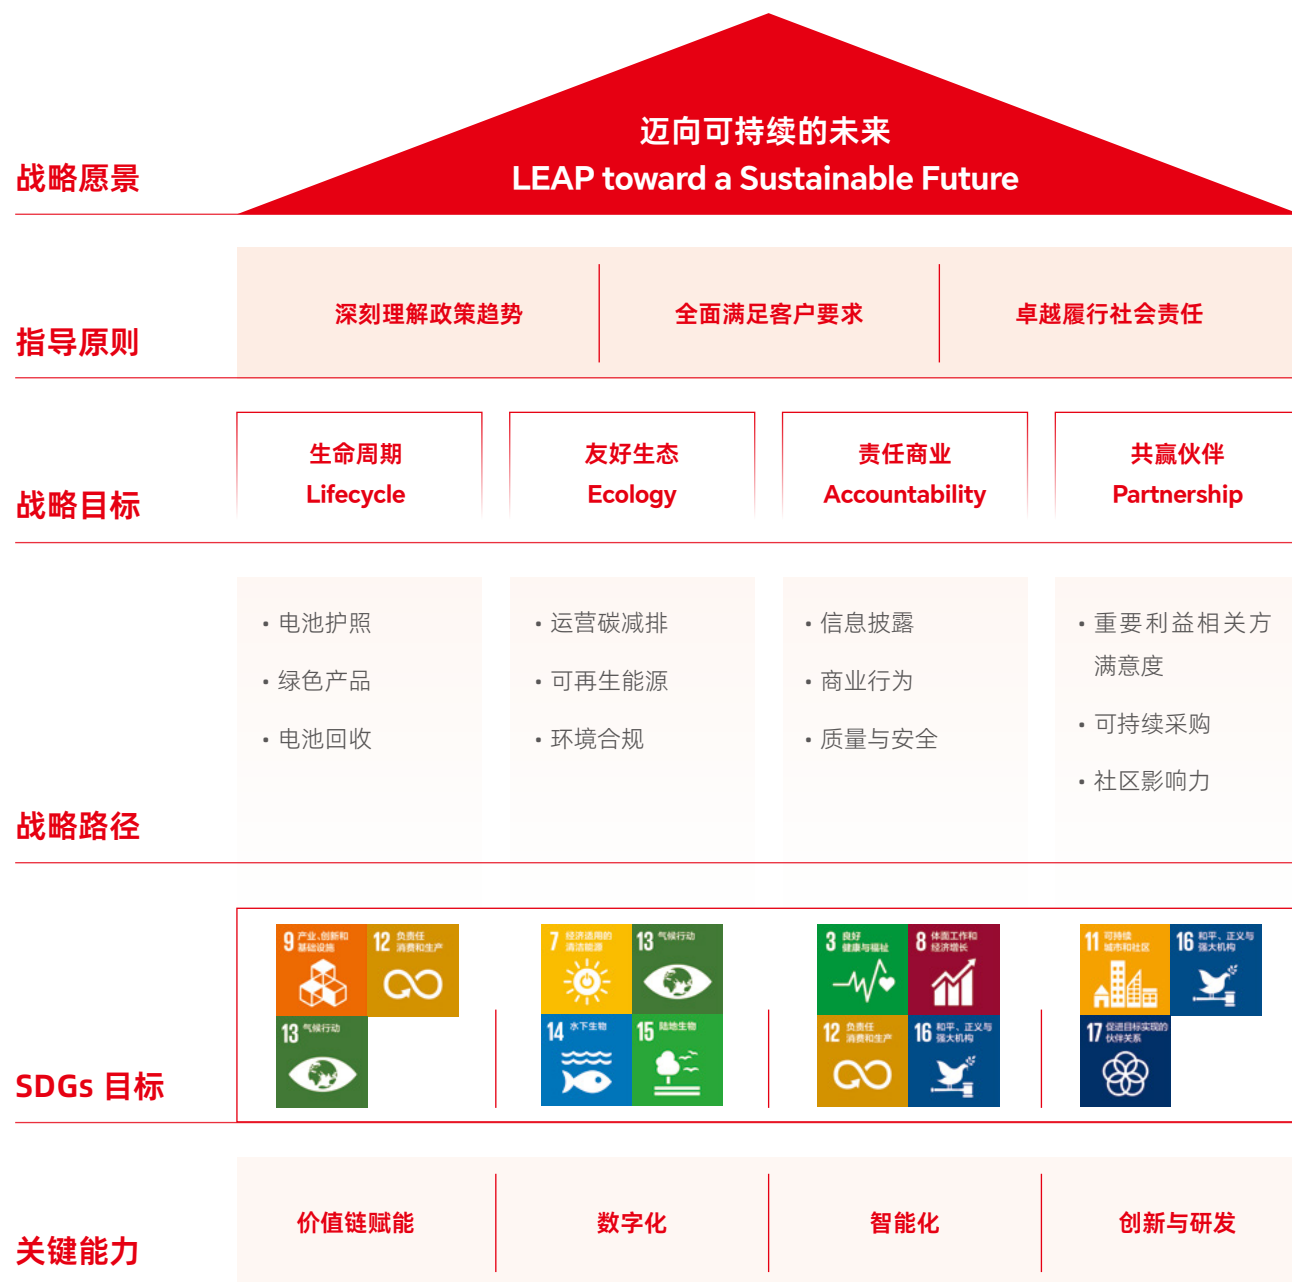 迈向可持续的未来
LEAP toward a Sustainable Future
战略愿景
深刻理解政策趋势
全面满足客户要求
卓越履行社会责任
指导原则
生命周期
Lifecycle
友好生态
Ecology
责任商业
Accountability
共赢伙伴
Partnership
战略目标
• 电池护照
• 绿色产品
• 电池回收
• 运营碳减排
• 可再生能源
• 环境合规
• 信息披露
• 商业行为
• 质量与安全
• 重要利益相关方
满意度
• 可持续采购
• 社区影响力
战略路径
9 产业、创新和
基础设施
12 负责任
消费和生产
13 气候行动
7 经济适用的
清洁能源
13 气候行动
14 水下生物
15 陆地生物
3 良好
健康与福祉
8 体面工作和
经济增长
12 负责任
消费和生产
16 和平、正义与
强大机构
11 可持续
城市和社区
16 和平、正义与
强大机构
17 促进目标实现的
伙伴关系
SDGs 目标
价值链赋能
数字化
智能化
创新与研发
关键能力